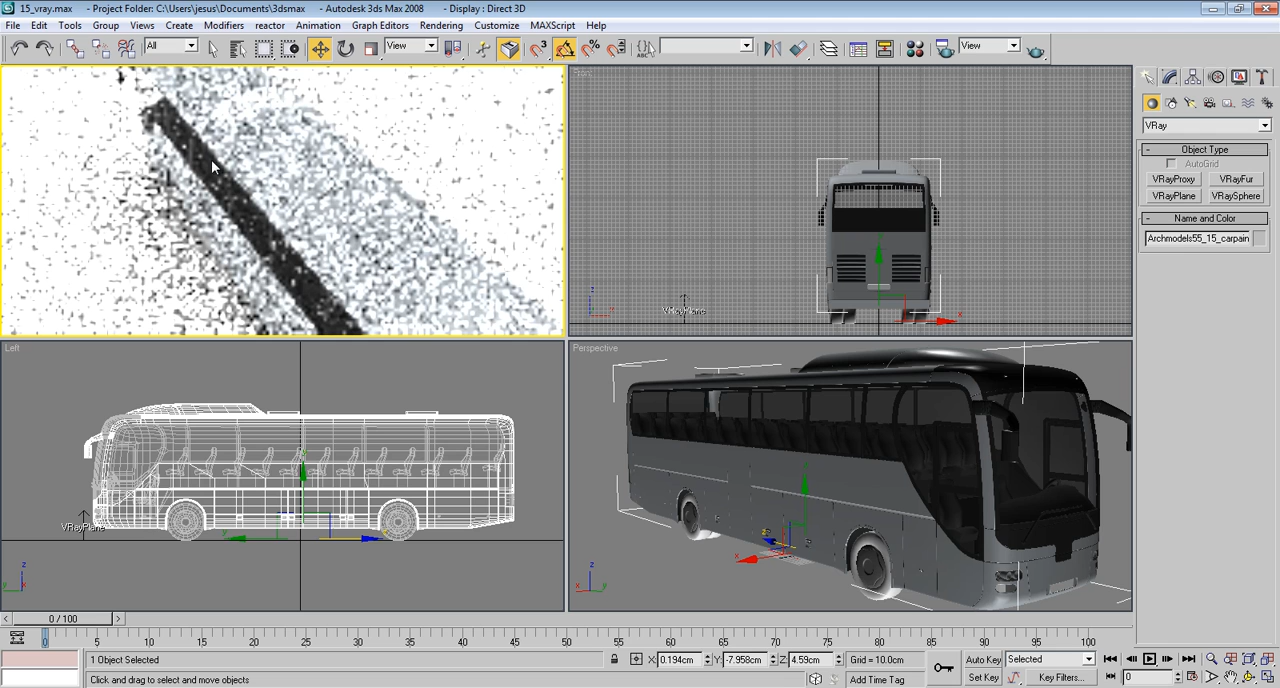 15_vray.max - Project Folder: C:\Users\jesus\Documents\3dsmax - Autodesk 3ds Max 2008 - Display : Direct 3D
File Edit Tools Group Views Create Modifiers reactor Animation Graph Editors Rendering Customize MAXScript Help
All View 3 % ABC View
Front
VRay
- Object Type
AutoGrid
VRayProxy VRayFur
VRayPlane VRaySphere
- Name and Color
Archmodels55_15_carpain
VRayPlane
z
x
x
Left Perspective
VRayPlane
z
y
x
x
z
x
y
< 0 / 100 >
0 5 10 15 20 25 30 35 40 45 50 55 60 65 70 75 80 85 90 95 100
1 Object Selected X: 0.194cm Y: -7.958cm Z: 4.59cm Grid = 10.0cm Auto Key Selected
Click and drag to select and move objects Add Time Tag Set Key Key Filters... 0